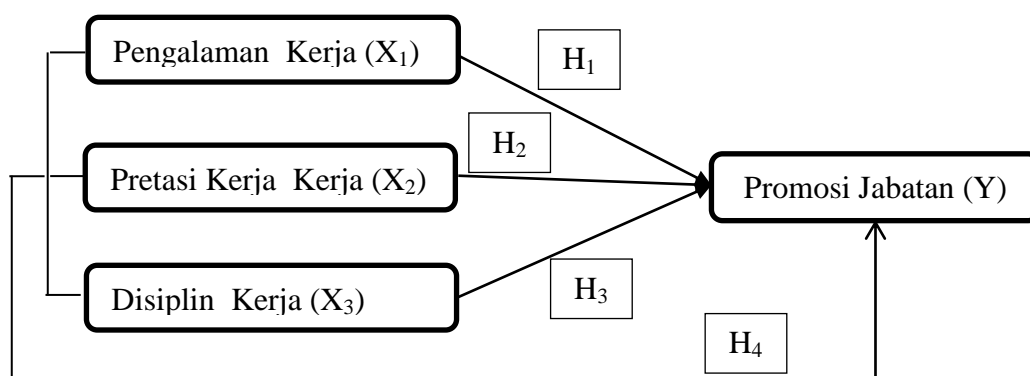 Pengalaman Kerja (X₁)
H₁
H₂
Pretasi Kerja Kerja (X₂)
Promosi Jabatan (Y)
Disiplin Kerja (X₃)
H₃
H₄